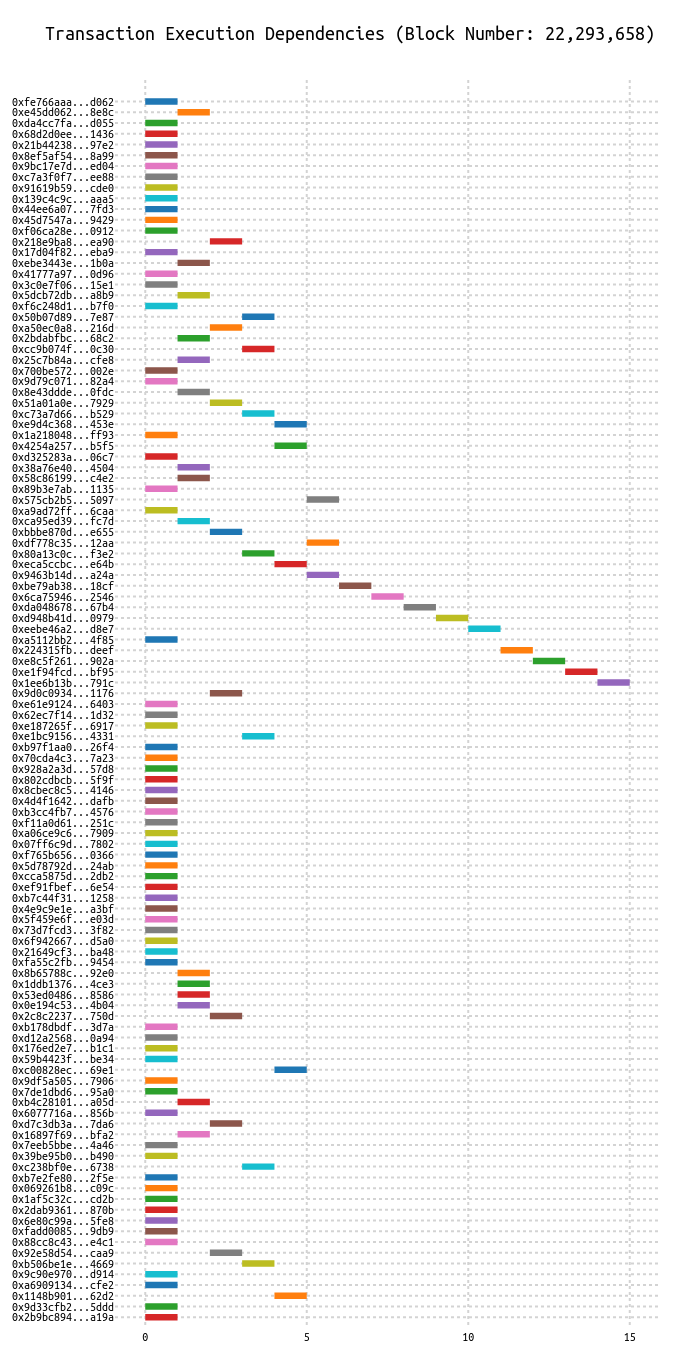 Transaction Execution Dependencies (Block Number: 22,293,658)
0xfe766aaa...d062
0xe45dd062...8e8c
0xda4cc7fa...d055
0x68d2d0ee...1436
0x21b44238...97e2
0x8ef5af54...8a99
0x9bc17e7d...ed04
0xc7a3f0f7...ee88
0x91619b59...cde0
0x139c4c9c...aaa5
0x44ee6a07...7fd3
0x45d7547a...9429
0xf06ca28e...0912
0x218e9ba8...ea90
0x17d04f82...eba9
0xebe3443e...1b0a
0x41777a97...0d96
0x3c0e7f06...15e1
0x5dcb72db...a8b9
0xf6c248d1...b7f0
0x50b07d89...7e87
0xa50ec0a8...216d
0x2bdabfbc...68c2
0xcc9b074f...0c30
0x25c7b84a...cfe8
0x700be572...002e
0x9d79c071...82a4
0x8e43ddde...0fdc
0x51a01a0e...7929
0xc73a7d66...b529
0xe9d4c368...453e
0x1a218048...ff93
0x4254a257...b5f5
0xd325283a...06c7
0x38a76e40...4504
0x58c86199...c4e2
0x89b3e7ab...1135
0x575cb2b5...5097
0xa9ad72ff...6caa
0xca95ed39...fc7d
0xbbbe870d...e655
0xdf778c35...12aa
0x80a13c0c...f3e2
0xeca5ccbc...e64b
0x9463b14d...a24a
0xbe79ab38...18cf
0x6ca75946...2546
0xda048678...67b4
0xd948b41d...0979
0xeebe46a2...d8e7
0xa5112bb2...4f85
0x224315fb...deef
0xe8c5f261...902a
0xe1f94fcd...bf95
0x1ee6b13b...791c
0x9d0c0934...1176
0xe61e9124...6403
0x62ec7f14...1d32
0xe187265f...6917
0xe1bc9156...4331
0xb97f1aa0...26f4
0x70cda4c3...7a23
0x928a2a3d...57d8
0x802cdbcb...5f9f
0x8cbec8c5...4146
0x4d4f1642...dafb
0xb3cc4fb7...4576
0xf11a0d61...251c
0xa06ce9c6...7909
0x07ff6c9d...7802
0xf765b656...0366
0x5d78792d...24ab
0xcca5875d...2db2
0xef91fbef...6e54
0xb7c44f31...1258
0x4e9c9e1e...a3bf
0x5f459e6f...e03d
0x73d7fcd3...3f82
0x6f942667...d5a0
0x21649cf3...ba48
0xfa55c2fb...9454
0x8b65788c...92e0
0x1ddb1376...4ce3
0x53ed0486...8586
0x0e194c53...4b04
0x2c8c2237...750d
0xb178dbdf...3d7a
0xd12a2568...0a94
0x176ed2e7...b1c1
0x59b4423f...be34
0xc00828ec...69e1
0x9df5a505...7906
0x7de1dbd6...95a0
0xb4c28101...a05d
0x6077716a...856b
0xd7c3db3a...7da6
0x16897f69...bfa2
0x7eeb5bbe...4a46
0x39be95b0...b490
0xc238bf0e...6738
0xb7e2fe80...2f5e
0x069261b8...c09c
0x1af5c32c...cd2b
0x2dab9361...870b
0x6e80c99a...5fe8
0xfadd0085...9db9
0x88cc8c43...e4c1
0x92e58d54...caa9
0xb506be1e...4669
0x9c90e970...d914
0xa6909134...cfe2
0x1148b901...62d2
0x9d33cfb2...5ddd
0x2b9bc894...a19a
0 5 10 15